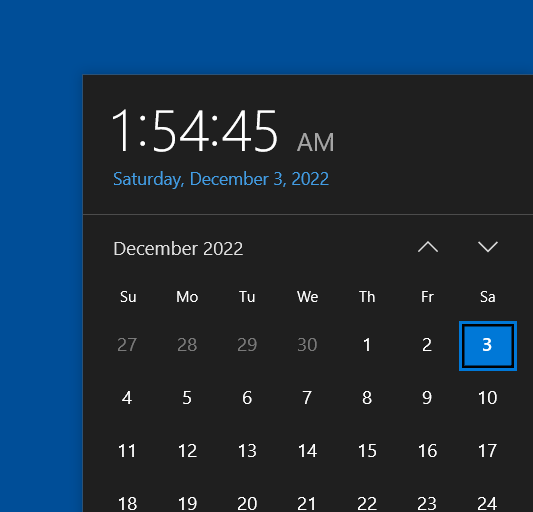 1:54:45 AM
Saturday, December 3, 2022
December 2022
Su Mo Tu We Th Fr Sa
27 28 29 30 1 2 3
4 5 6 7 8 9 10
11 12 13 14 15 16 17
18 19 20 21 22 23 24